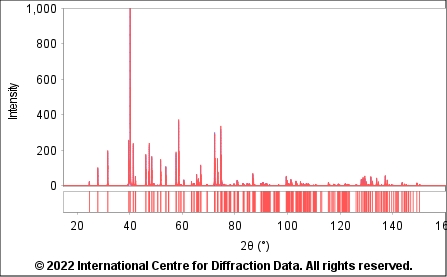 1,000
800
600
400
200
0
Intensity
20 40 60 80 100 120 140 16
2θ (°)
© 2022 International Centre for Diffraction Data. All rights reserved.